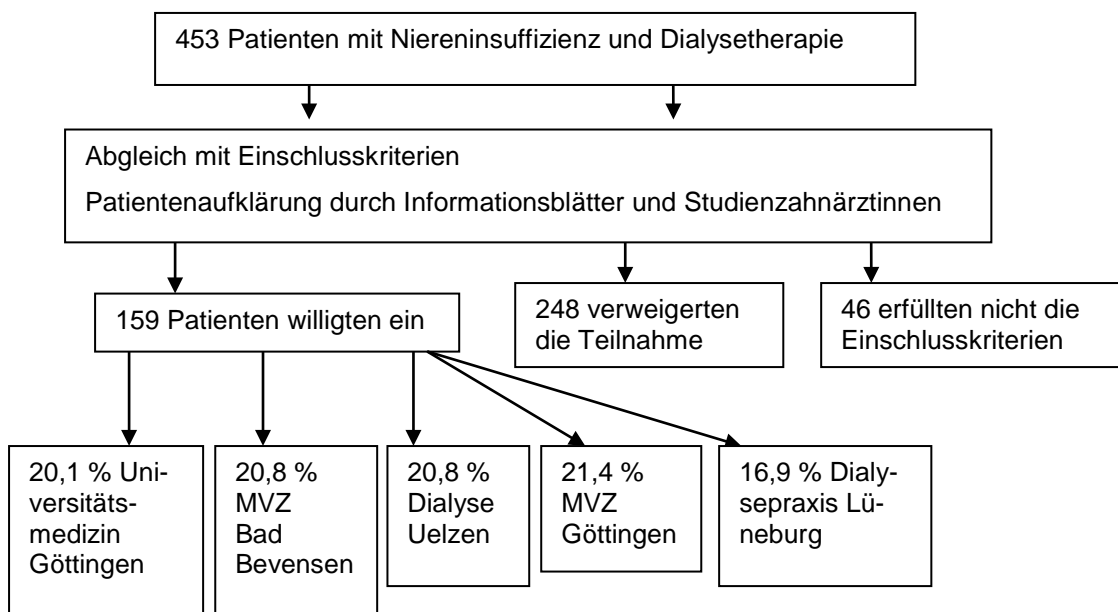 453 Patienten mit Niereninsuffizienz und Dialysetherapie
Abgleich mit Einschlusskriterien
Patientenaufklärung durch Informationsblätter und Studienzahnärztinnen
159 Patienten willigten ein
248 verweigerten
die Teilnahme
46 erfüllten nicht die
Einschlusskriterien
20,1 % Uni-
versitäts-
medizin
Göttingen
20,8 %
MVZ
Bad
Bevensen
20,8 %
Dialyse
Uelzen
21,4 %
MVZ
Göttingen
16,9 % Dialy-
sepraxis Lü-
neburg